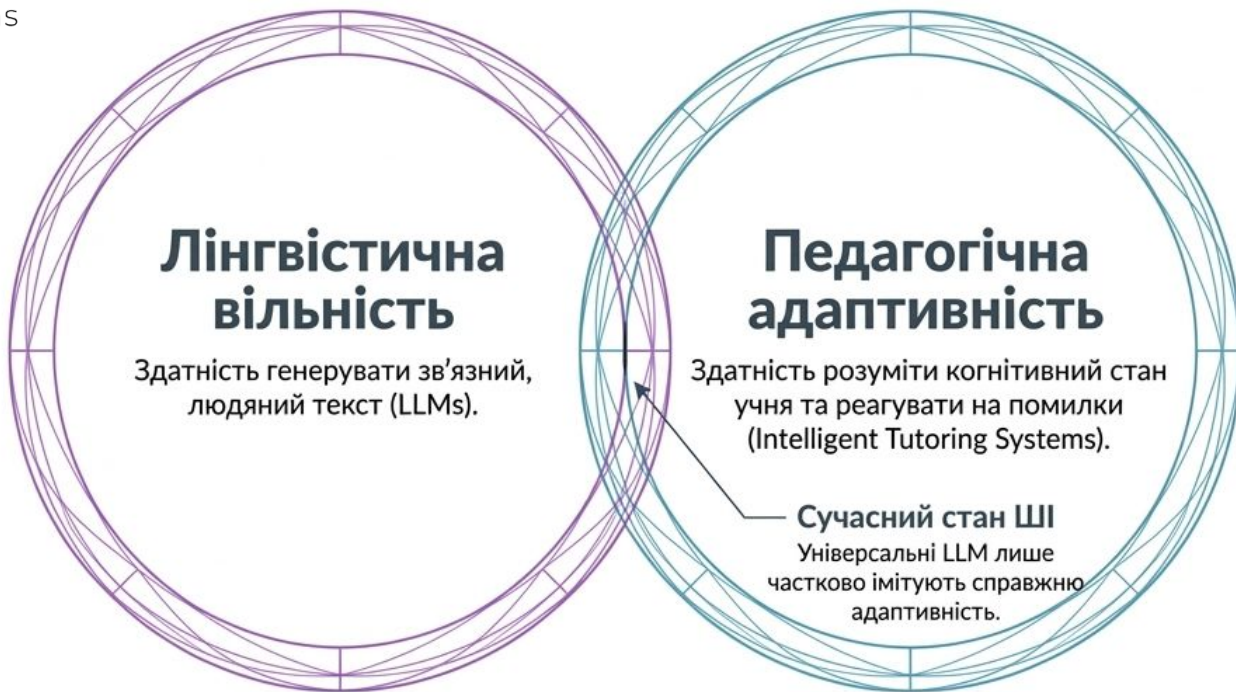 s
Лінгвістична
вільність
Здатність генерувати зв'язний,
людяний текст (LLMs).
Педагогічна
адаптивність
Здатність розуміти когнітивний стан
учня та реагувати на помилки
(Intelligent Tutoring Systems).
Сучасний стан ШІ
Універсальні LLM лише
частково імітують справжню
адаптивність.